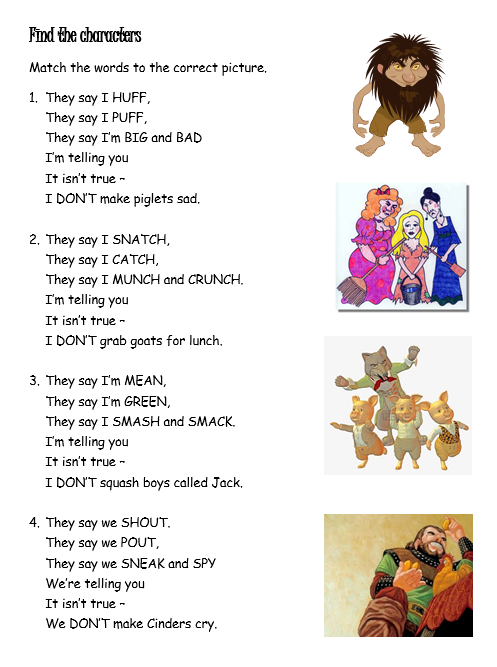 Find the characters
Match the words to the correct picture.
1. They say I HUFF,
They say I PUFF,
They say I'm BIG and BAD
I'm telling you
It isn't true ~
I DON'T make piglets sad.
2. They say I SNATCH,
They say I CATCH,
They say I MUNCH and CRUNCH.
I'm telling you
It isn't true ~
I DON'T grab goats for lunch.
3. They say I'm MEAN,
They say I'm GREEN,
They say I SMASH and SMACK.
I'm telling you
It isn't true ~
I DON'T squash boys called Jack.
4. They say we SHOUT.
They say we POUT,
They say we SNEAK and SPY
We're telling you
It isn't true ~
We DON'T make Cinders cry.